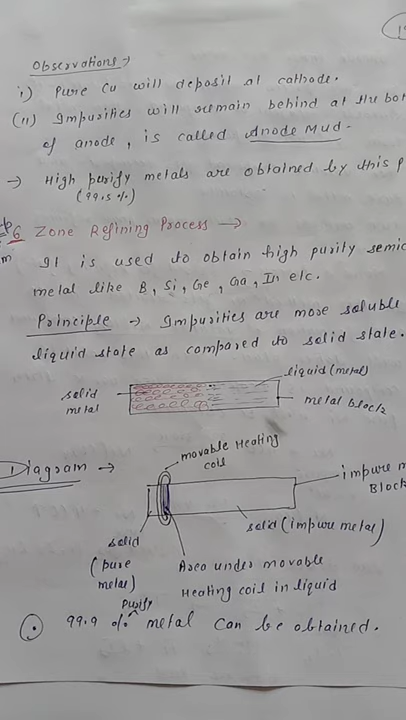 Observations →
i) Pure Cu will deposit at cathode.
(ii) Impurities will remain behind at the bot
of anode, is called Anode Mud.
→ High purify metals are obtained by this p
(99.5 %)
6 Zone Refining Process →
It is used to obtain high purity semic
metal like B, Si, Ge, Ga, In etc.
Principle → Impurities are more soluble
liquid state as compared to solid state.
liquid (metal)
solid
metal
metal Block
movable Heating
coil
Diagram →
impure m
Block
solid
(pure
metal)
solid (impure metal)
Area under movable
Heating coil in liquid
purify
99.9 % metal can be obtained.